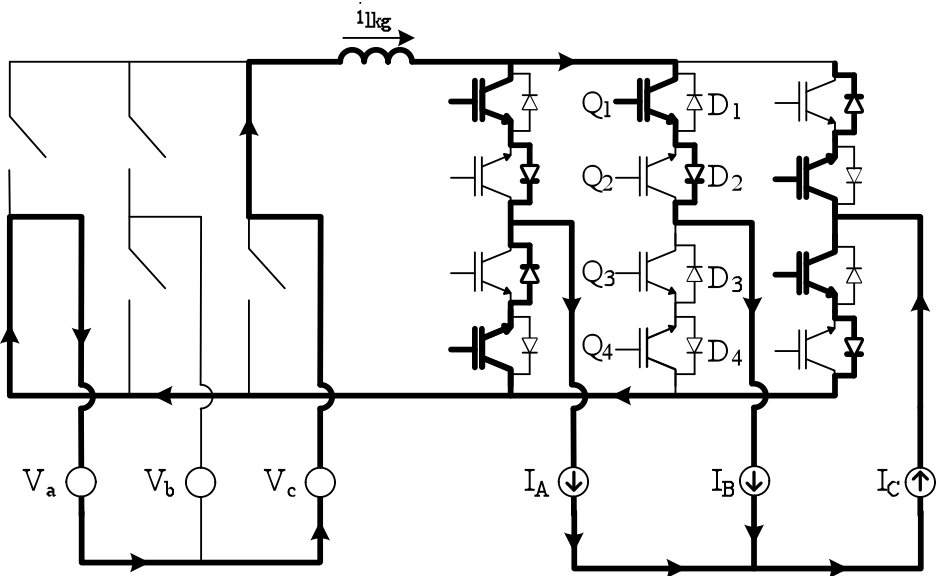 i_lkg
Q1 D1
Q2 D2
Q3 D3
Q4 D4
Va Vb Vc IA IB IC